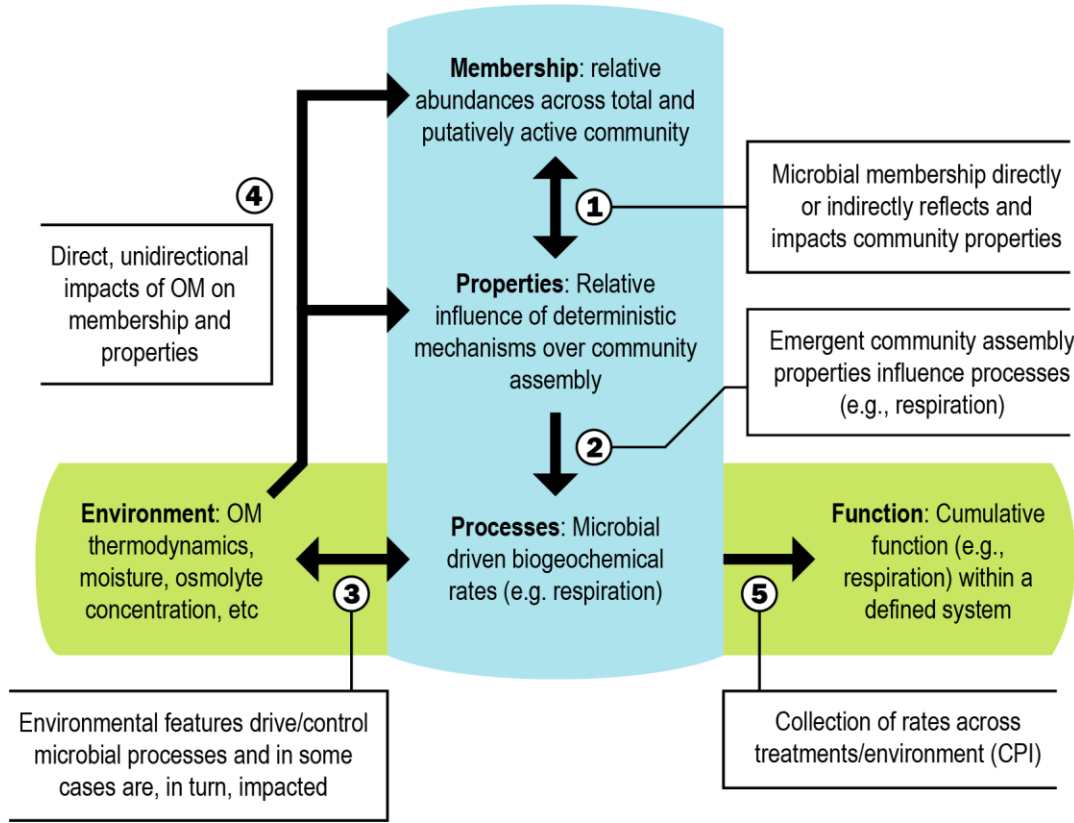 Membership: relative
abundances across total and
putatively active community
1
Microbial membership directly
or indirectly reflects and
impacts community properties
4
Direct, unidirectional
impacts of OM on
membership and
properties
Properties: Relative
influence of deterministic
mechanisms over community
assembly
2
Emergent community assembly
properties influence processes
(e.g., respiration)
Environment: OM
thermodynamics,
moisture, osmolyte
concentration, etc
3
Processes: Microbial
driven biogeochemical
rates (e.g. respiration)
5
Function: Cumulative
function (e.g.,
respiration) within a
defined system
Environmental features drive/control
microbial processes and in some
cases are, in turn, impacted
Collection of rates across
treatments/environment (CPI)